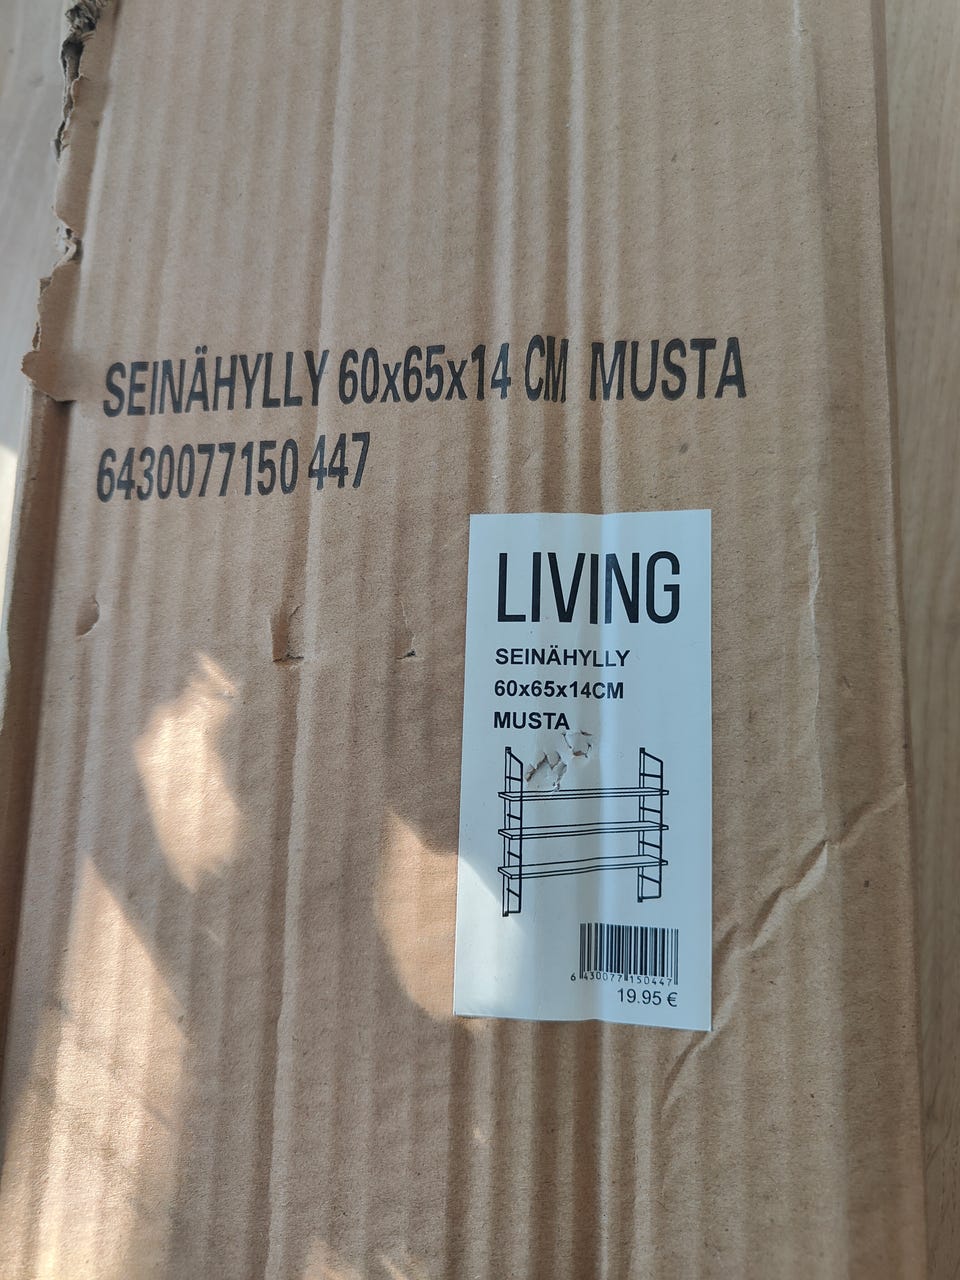 SEINÄHYLLY 60x65x14 CM MUSTA
6430077150 447
LIVING
SEINÄHYLLY
60x65x14CM
MUSTA
6 430077 150447
19.95 €